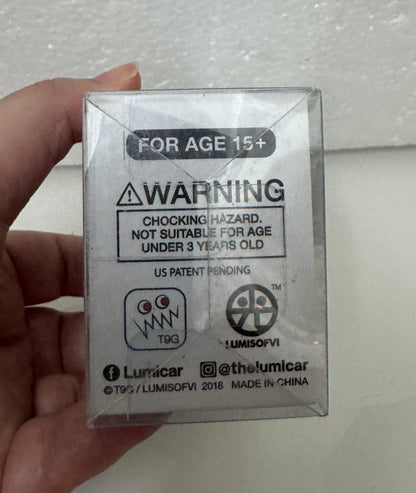 FOR AGE 15+
⚠WARNING
CHOCKING HAZARD.
NOT SUITABLE FOR AGE
UNDER 3 YEARS OLD
US PATENT PENDING
T9G
光 TM
LUMISOFVI
Lumicar @thelumicar
©T9G / LUMISOFVI 2018 MADE IN CHINA